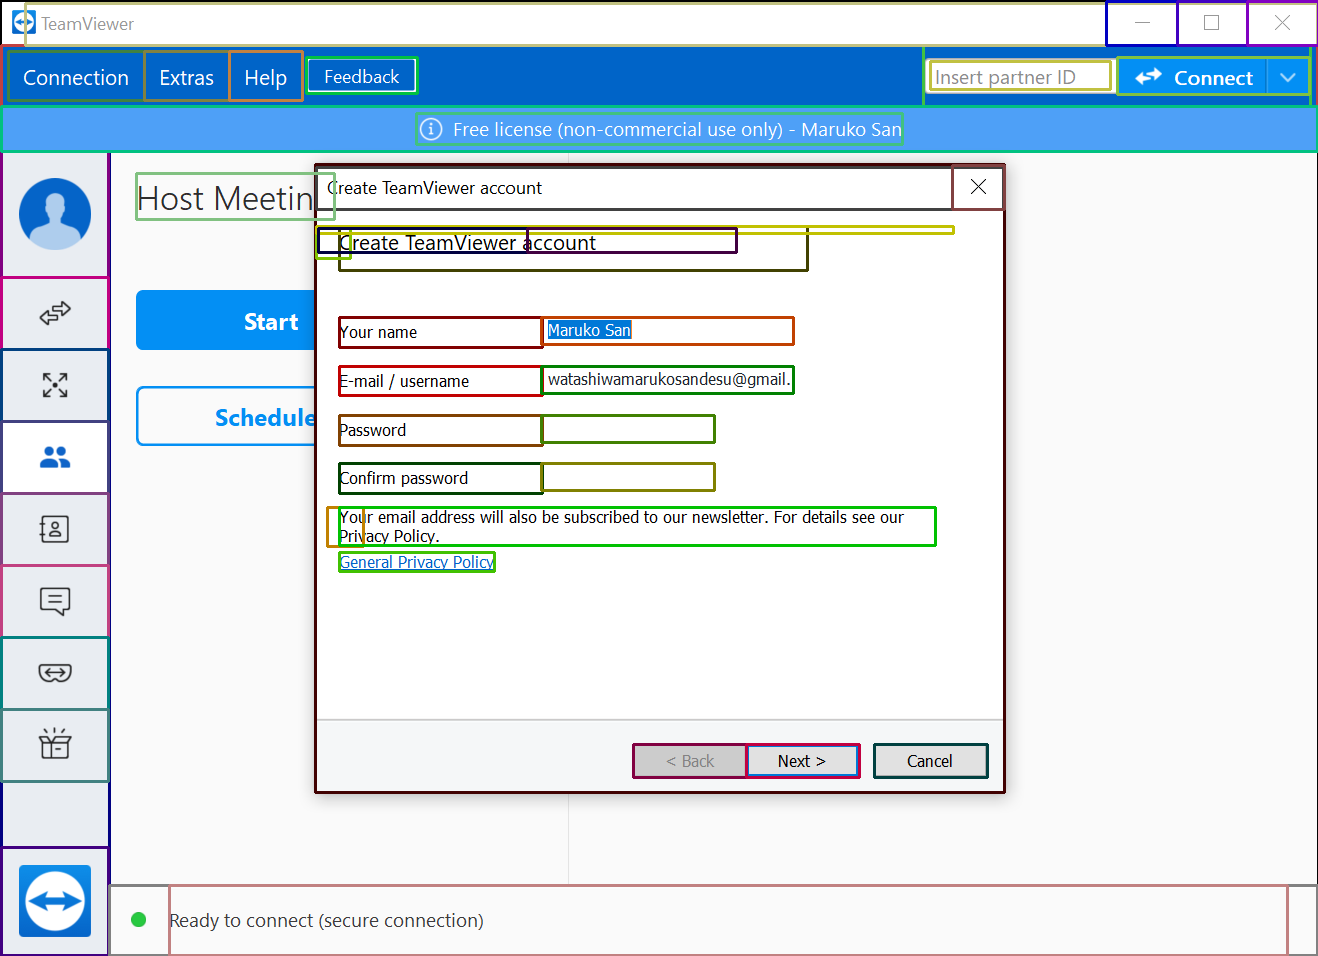 TeamViewer
Connection Extras Help Feedback Insert partner ID Connect
Free license (non-commercial use only) - Maruko San
Host Meetin
Start
Schedule
Create TeamViewer account
Create TeamViewer account
Your name Maruko San
E-mail / username watashiwamarukosandesu@gmail.
Password
Confirm password
Your email address will also be subscribed to our newsletter. For details see our
Privacy Policy.
General Privacy Policy
< Back Next > Cancel
Ready to connect (secure connection)